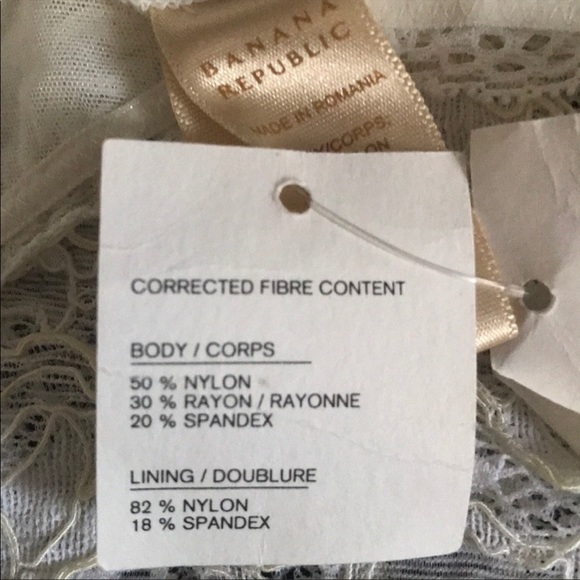 BANANA
REPUBLIC
MADE IN ROMANIA
/CORPS:
CORRECTED FIBRE CONTENT
BODY / CORPS
50 % NYLON
30 % RAYON / RAYONNE
20 % SPANDEX
LINING / DOUBLURE
82 % NYLON
18 % SPANDEX